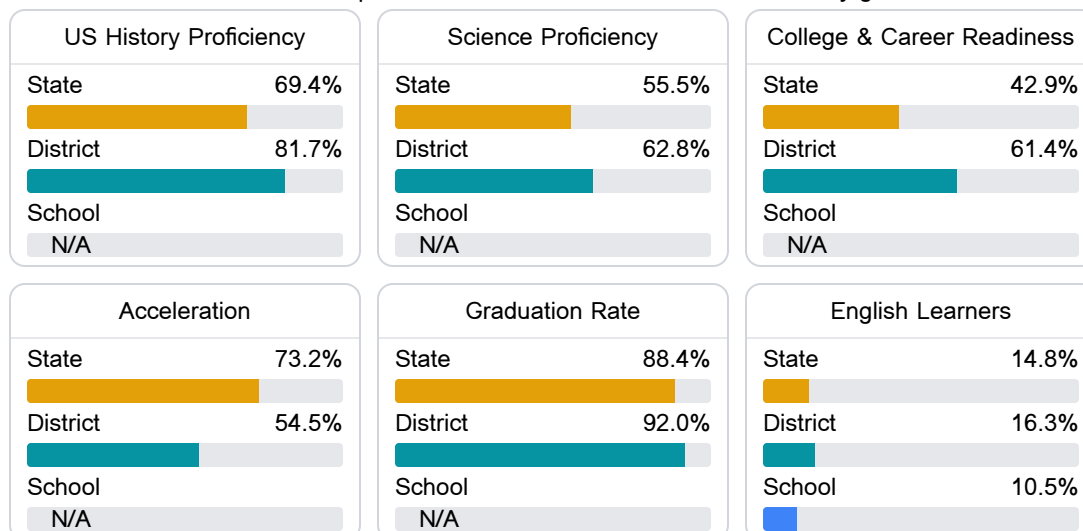 US History Proficiency
State 69.4%
District 81.7%
School
N/A
Science Proficiency
State 55.5%
District 62.8%
School
N/A
College & Career Readiness
State 42.9%
District 61.4%
School
N/A
Acceleration
State 73.2%
District 54.5%
School
N/A
Graduation Rate
State 88.4%
District 92.0%
School
N/A
English Learners
State 14.8%
District 16.3%
School 10.5%